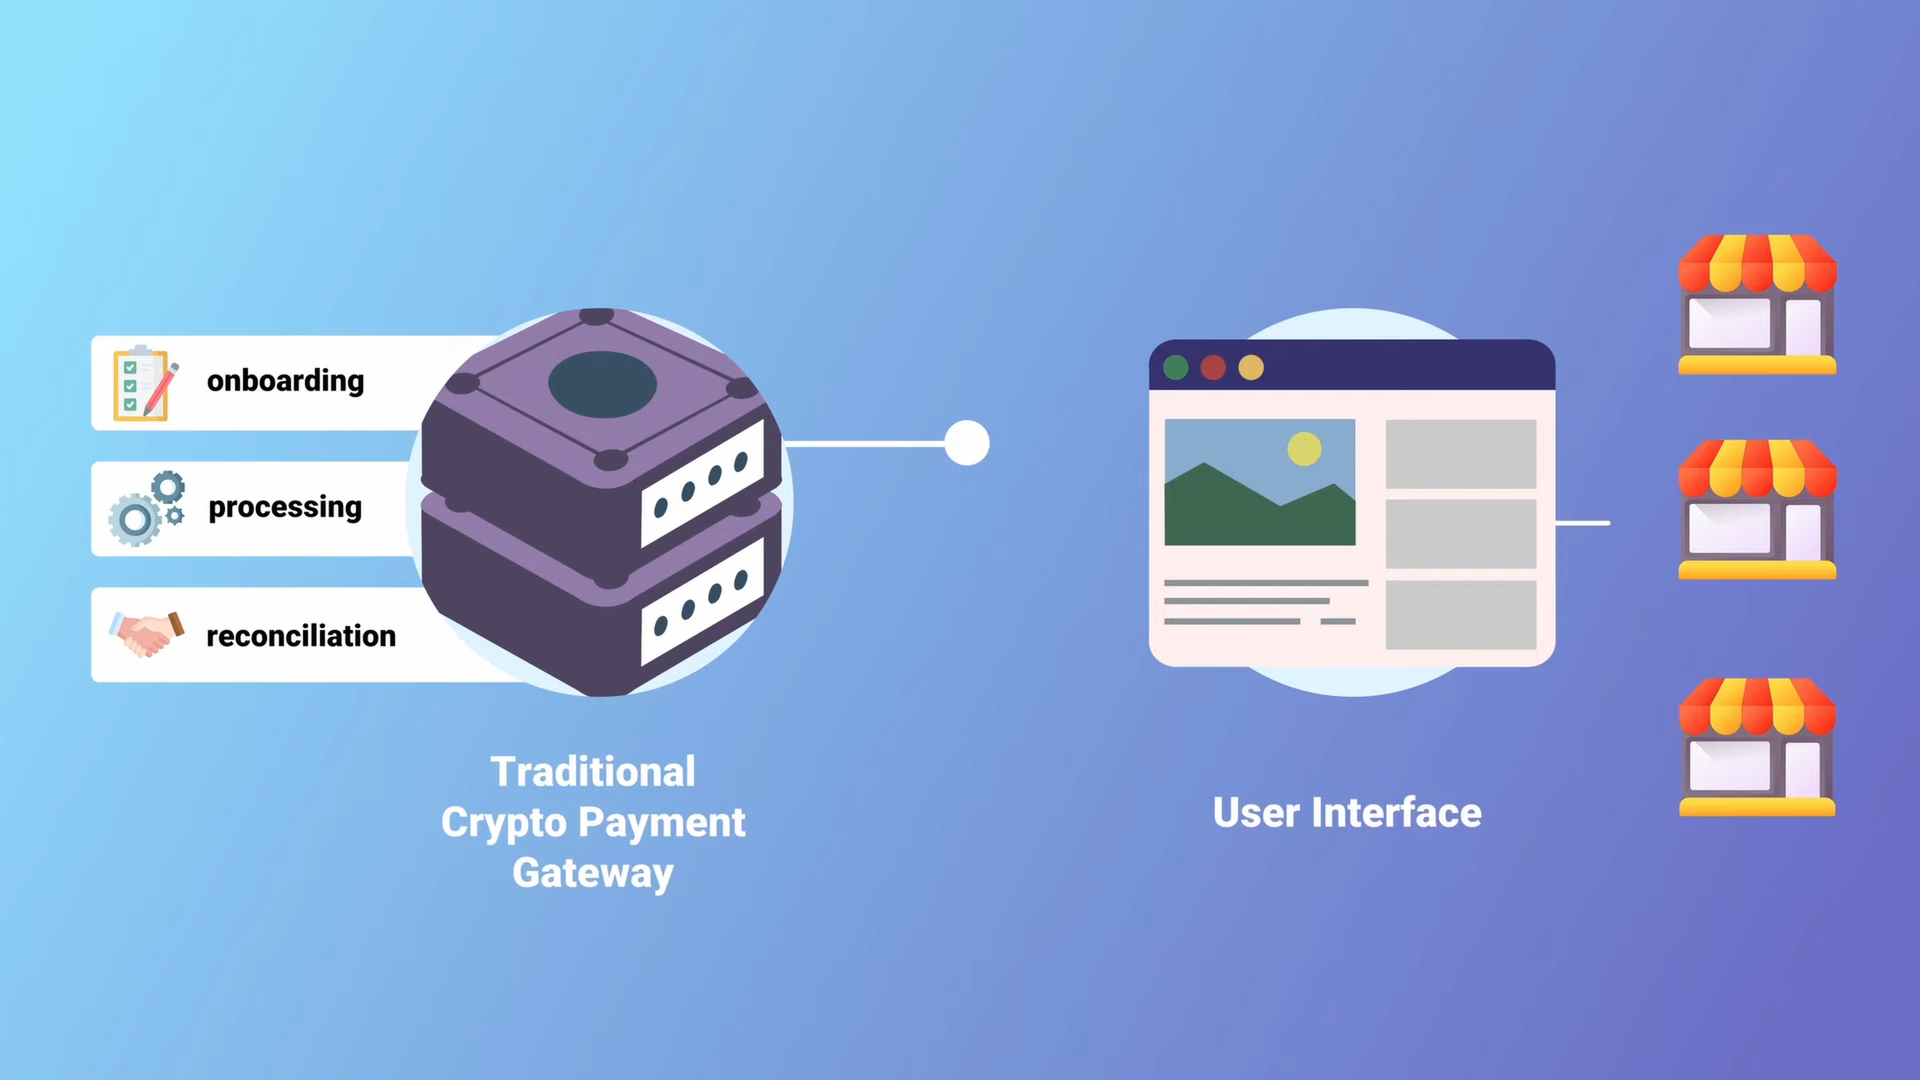 onboarding
processing
reconciliation
Traditional
Crypto Payment
Gateway
User Interface